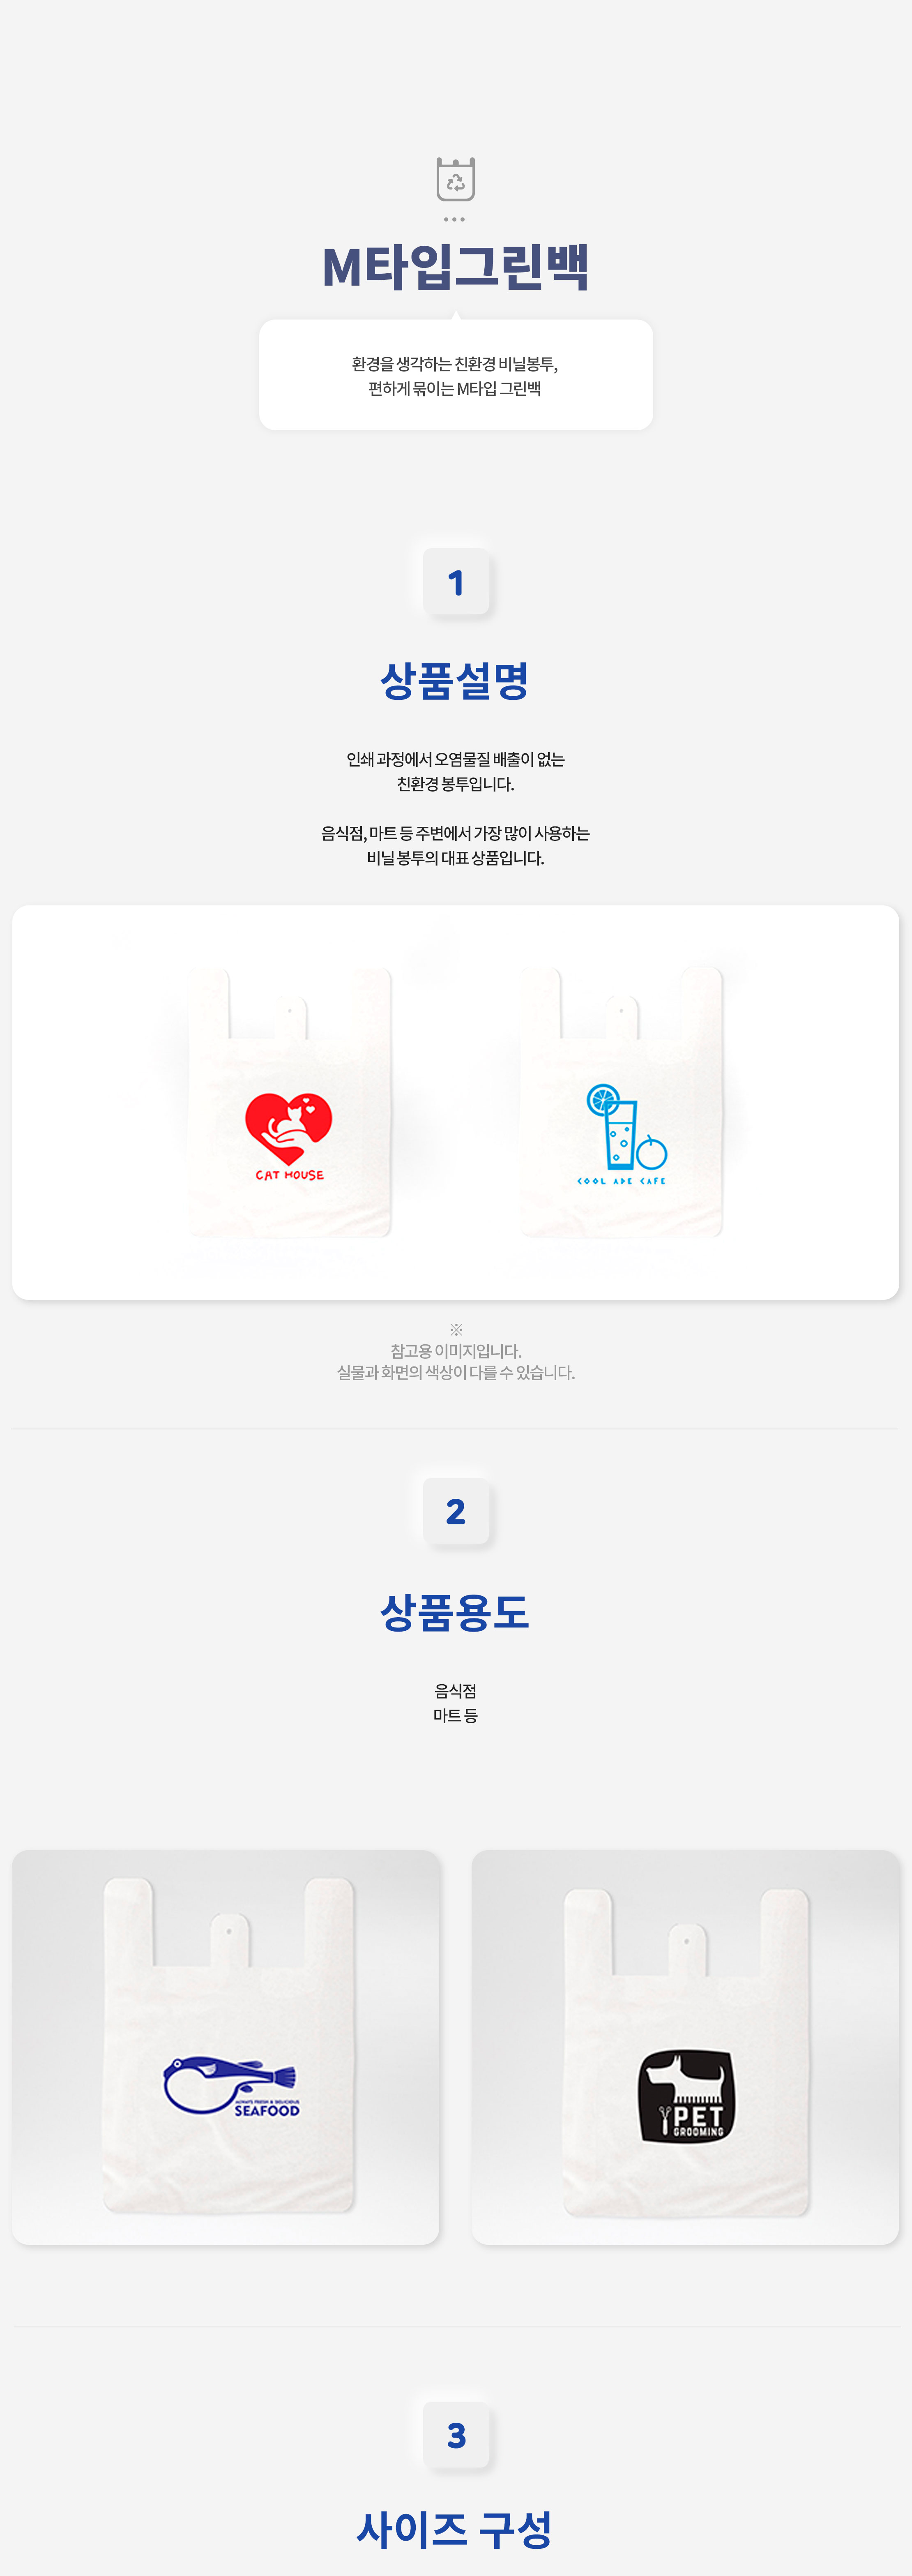 M타입그린백
환경을 생각하는 친환경 비닐봉투,
편하게 묶이는 M타입 그린백
1
상품설명
인쇄 과정에서 오염물질 배출이 없는
친환경 봉투입니다.
음식점, 마트 등 주변에서 가장 많이 사용하는
비닐 봉투의 대표 상품입니다.
CAT HOUSE
COOL ADE CAFE
※
참고용 이미지입니다.
실물과 화면의 색상이 다를 수 있습니다.
2
상품용도
음식점
마트 등
ALWAYS FRESH & DELICIOUS
SEAFOOD
PET
GROOMING
3
사이즈 구성